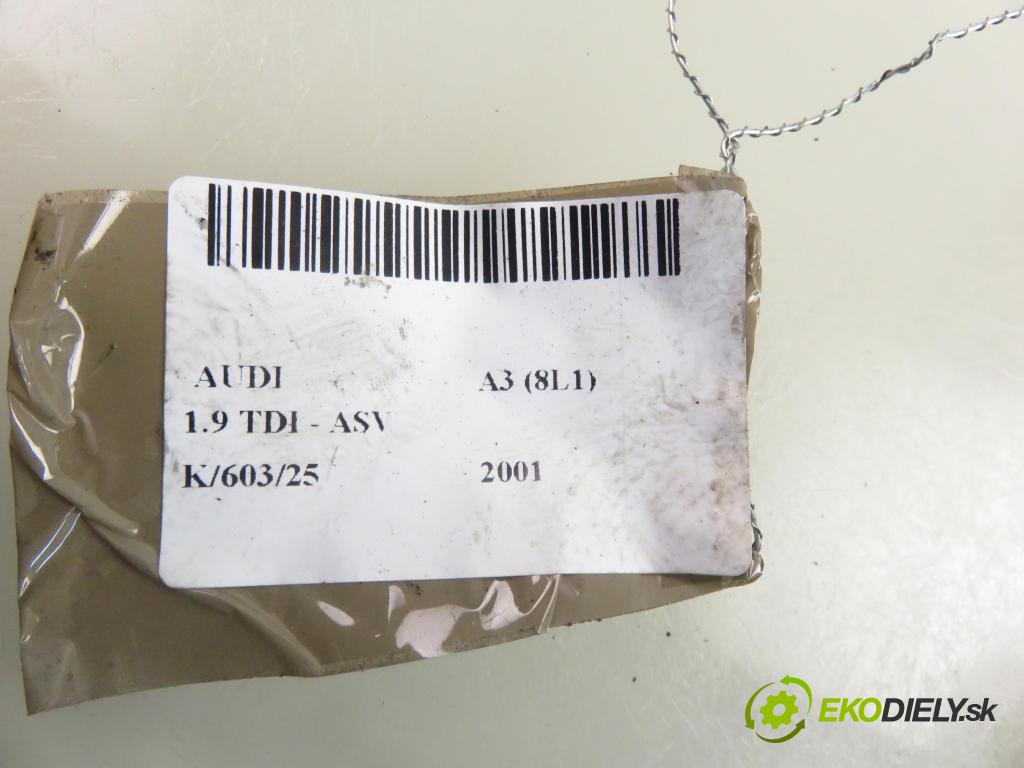 AUDI A3 (8L1)
1.9 TDI - ASV
K/603/25 2001
EKODIELY.sk